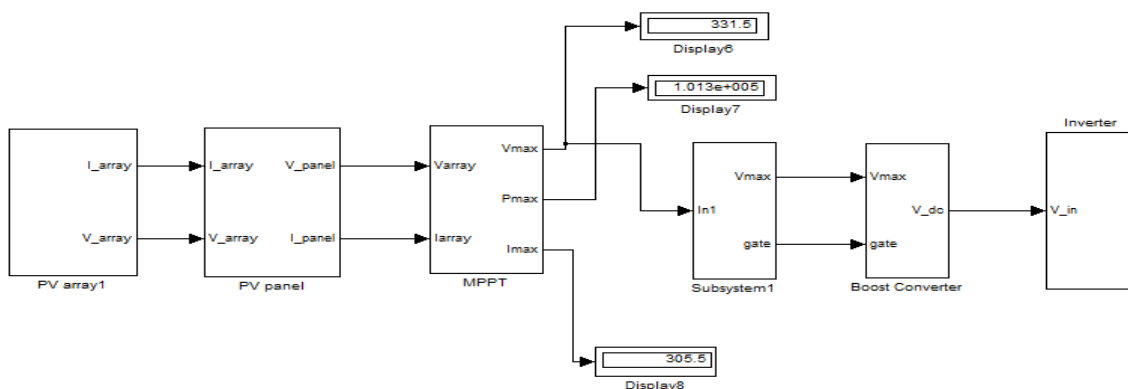 331.5
Display6
1.013e+005
Display7
Inverter
I_array
V_array
PV array1
I_array
V_panel
V_array
I_panel
PV panel
Varray
Vmax
Pmax
Iarray
Imax
MPPT
In1
Vmax
gate
Subsystem1
Vmax
V_dc
gate
Boost Converter
V_in
305.5
Display8